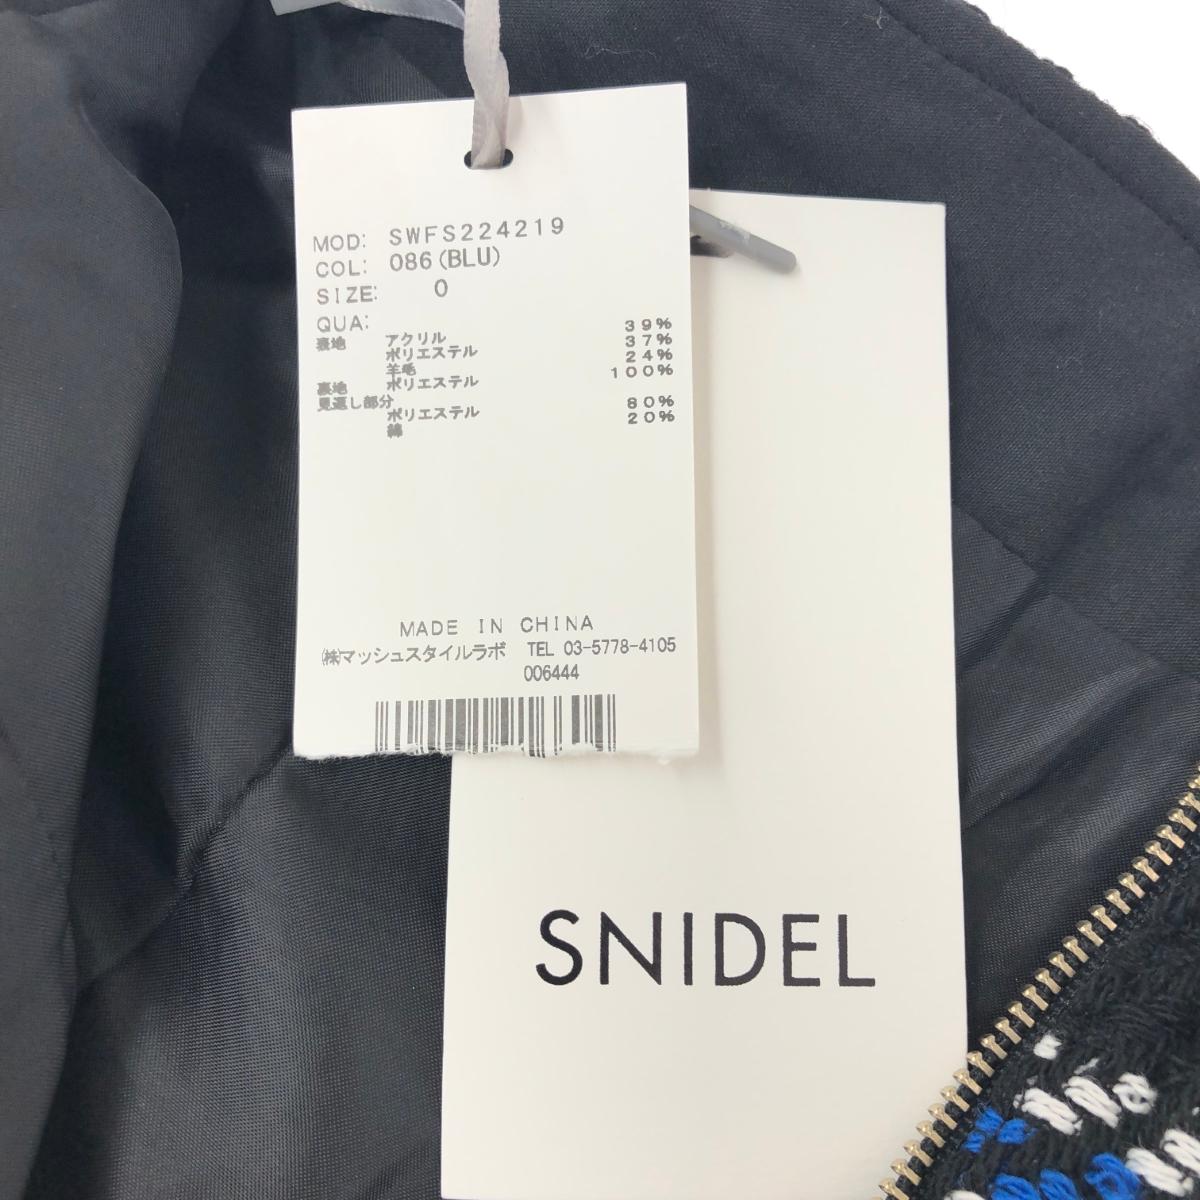 MOD: SWFS224219
COL: 086(BLU)
SIZE: 0
QUA:
表地 アクリル 39%
ポリエステル 37%
羊毛 24%
裏地 ポリエステル 100%
見返し部分
ポリエステル 80%
綿 20%
MADE IN CHINA
㈱マッシュスタイルラボ TEL 03-5778-4105
006444
SNIDEL